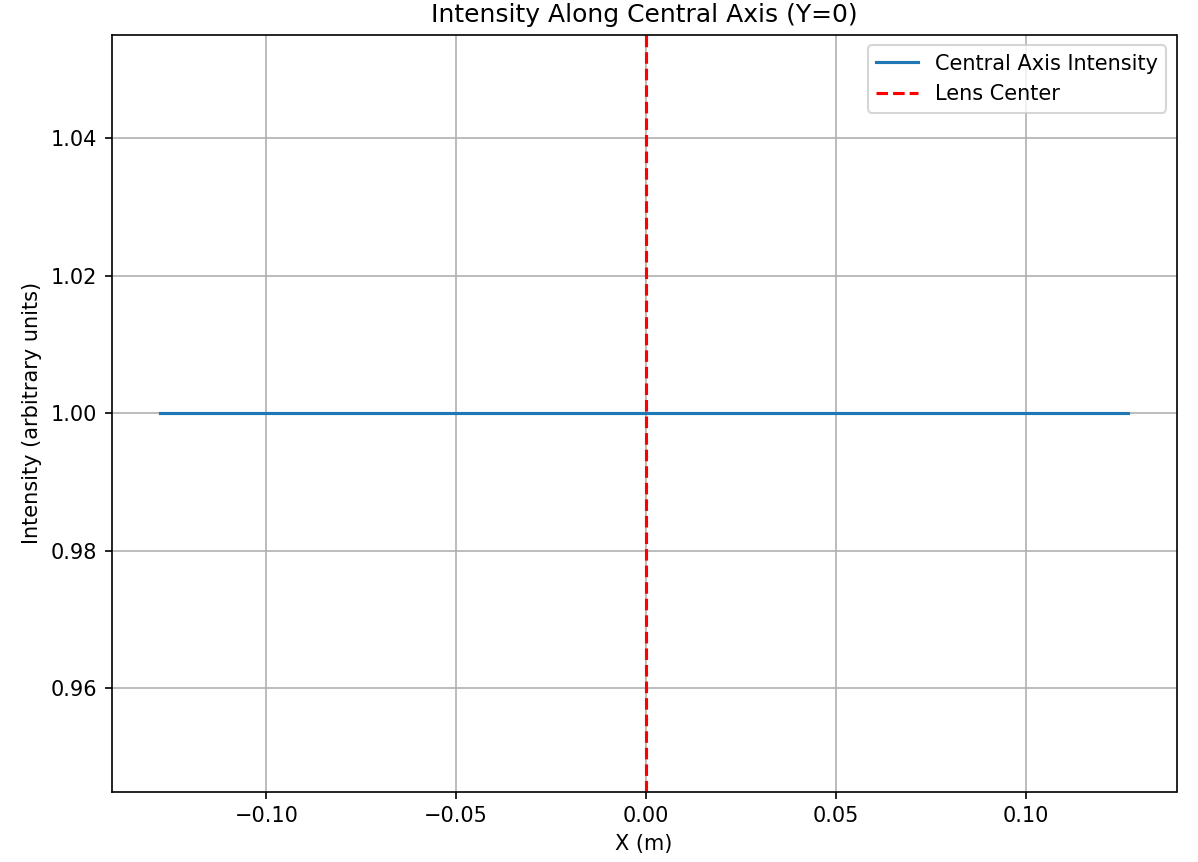 Intensity Along Central Axis (Y=0)
Central Axis Intensity
Lens Center
Intensity (arbitrary units)
1.04
1.02
1.00
0.98
0.96
−0.10
−0.05
0.00
0.05
0.10
X (m)